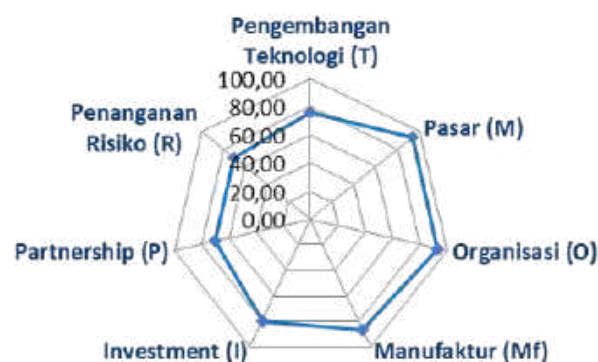 Pengembangan
Teknologi (T)
100,00
80,00
60,00
40,00
20,00
0,00
Pasar (M)
Organisasi (O)
Manufaktur (Mf)
Investment (I)
Partnership (P)
Penanganan
Risiko (R)